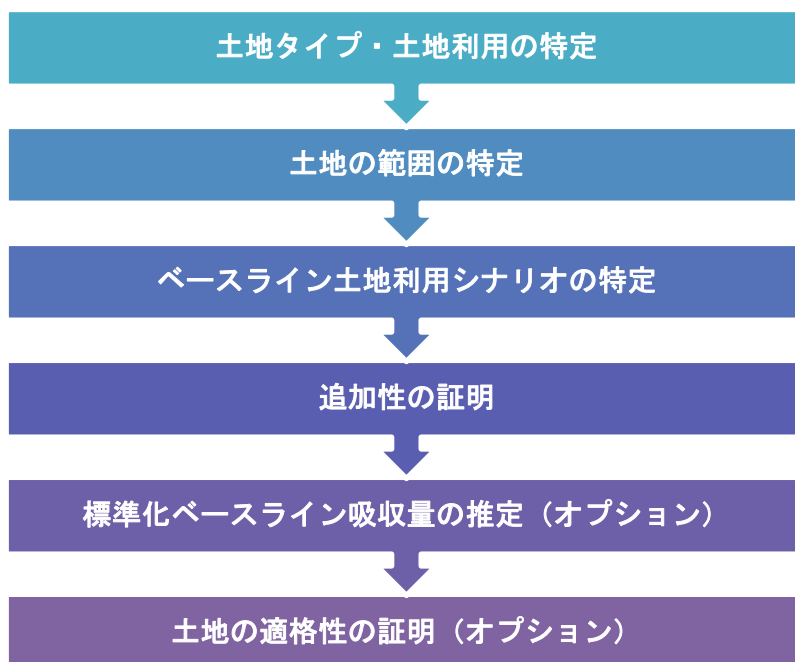 土地タイプ・土地利用の特定
土地の範囲の特定
ベースライン土地利用シナリオの特定
追加性の証明
標準化ベースライン吸収量の推定（オプション）
土地の適格性の証明（オプション）